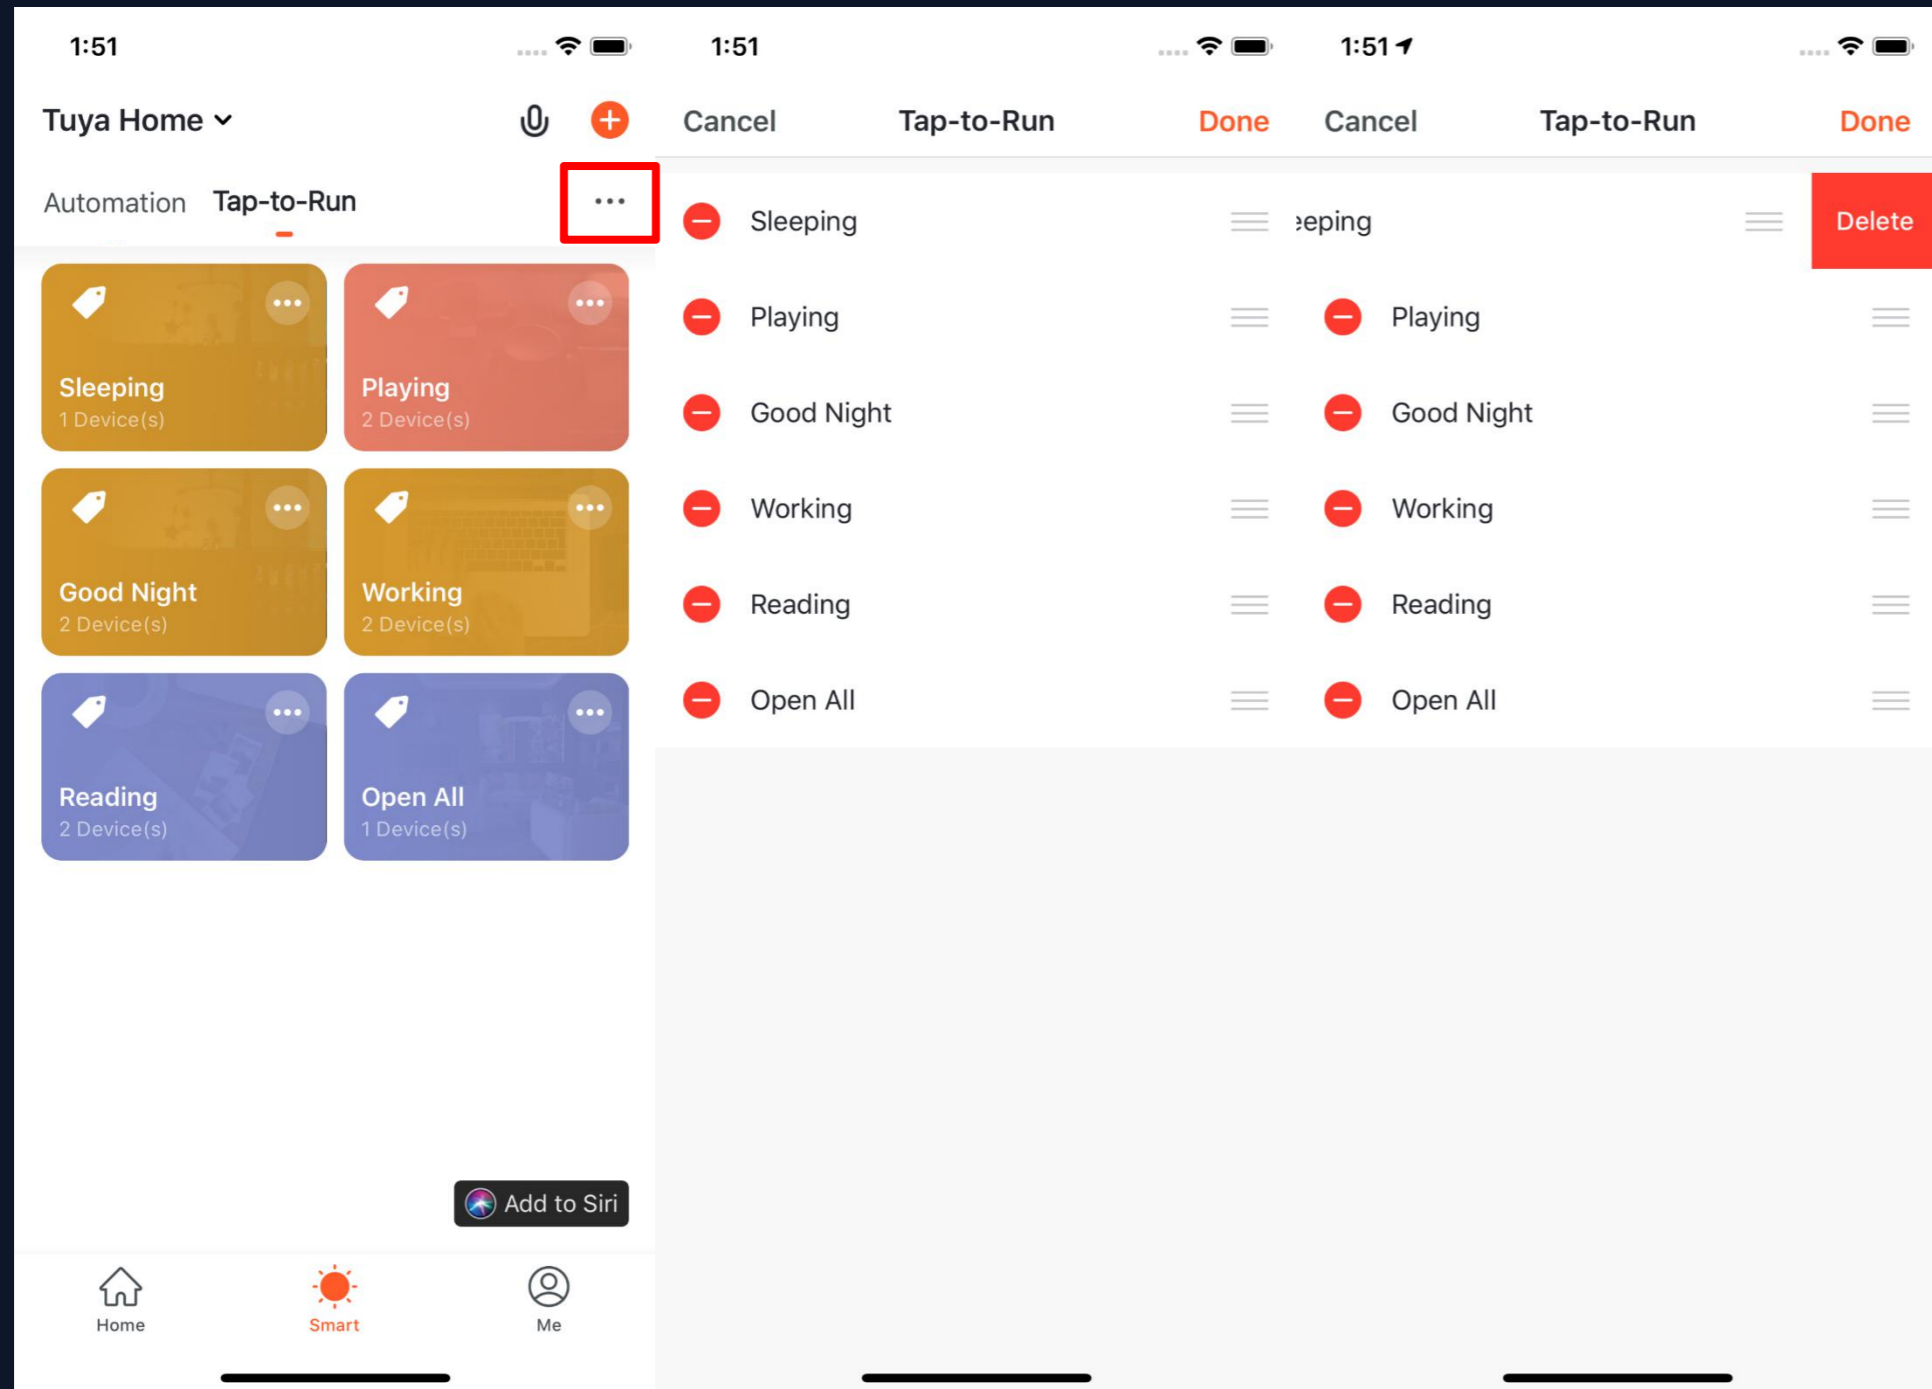 1:51
Tuya Home
Automation Tap-to-Run
Sleeping
1 Device(s)
Playing
2 Device(s)
Good Night
2 Device(s)
Working
2 Device(s)
Reading
2 Device(s)
Open All
1 Device(s)
Add to Siri
Home
Smart
Me
1:51
Cancel Tap-to-Run Done
Sleeping
Playing
Good Night
Working
Reading
Open All
1:51
Cancel Tap-to-Run Done
eeping Delete
Playing
Good Night
Working
Reading
Open All